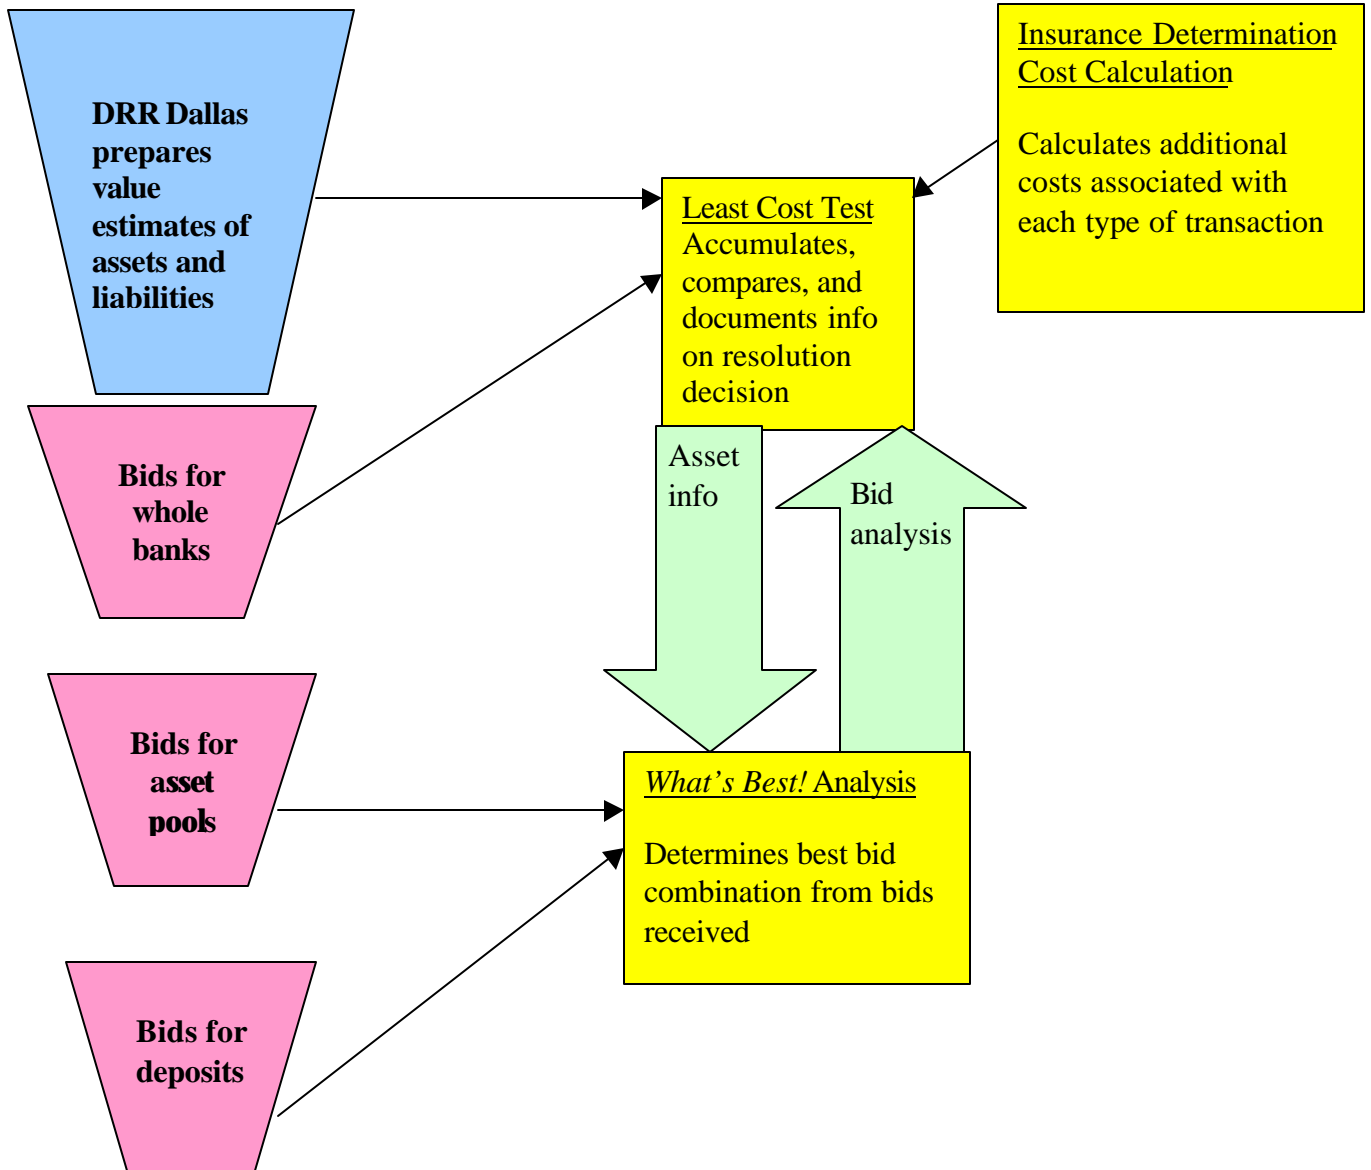 DRR Dallas
prepares
value
estimates of
assets and
liabilities
Insurance Determination
Cost Calculation
Calculates additional
costs associated with
each type of transaction
Least Cost Test
Accumulates,
compares, and
documents info
on resolution
decision
Bids for
whole
banks
Asset
info
Bid
analysis
Bids for
asset
pools
What's Best! Analysis
Determines best bid
combination from bids
received
Bids for
deposits